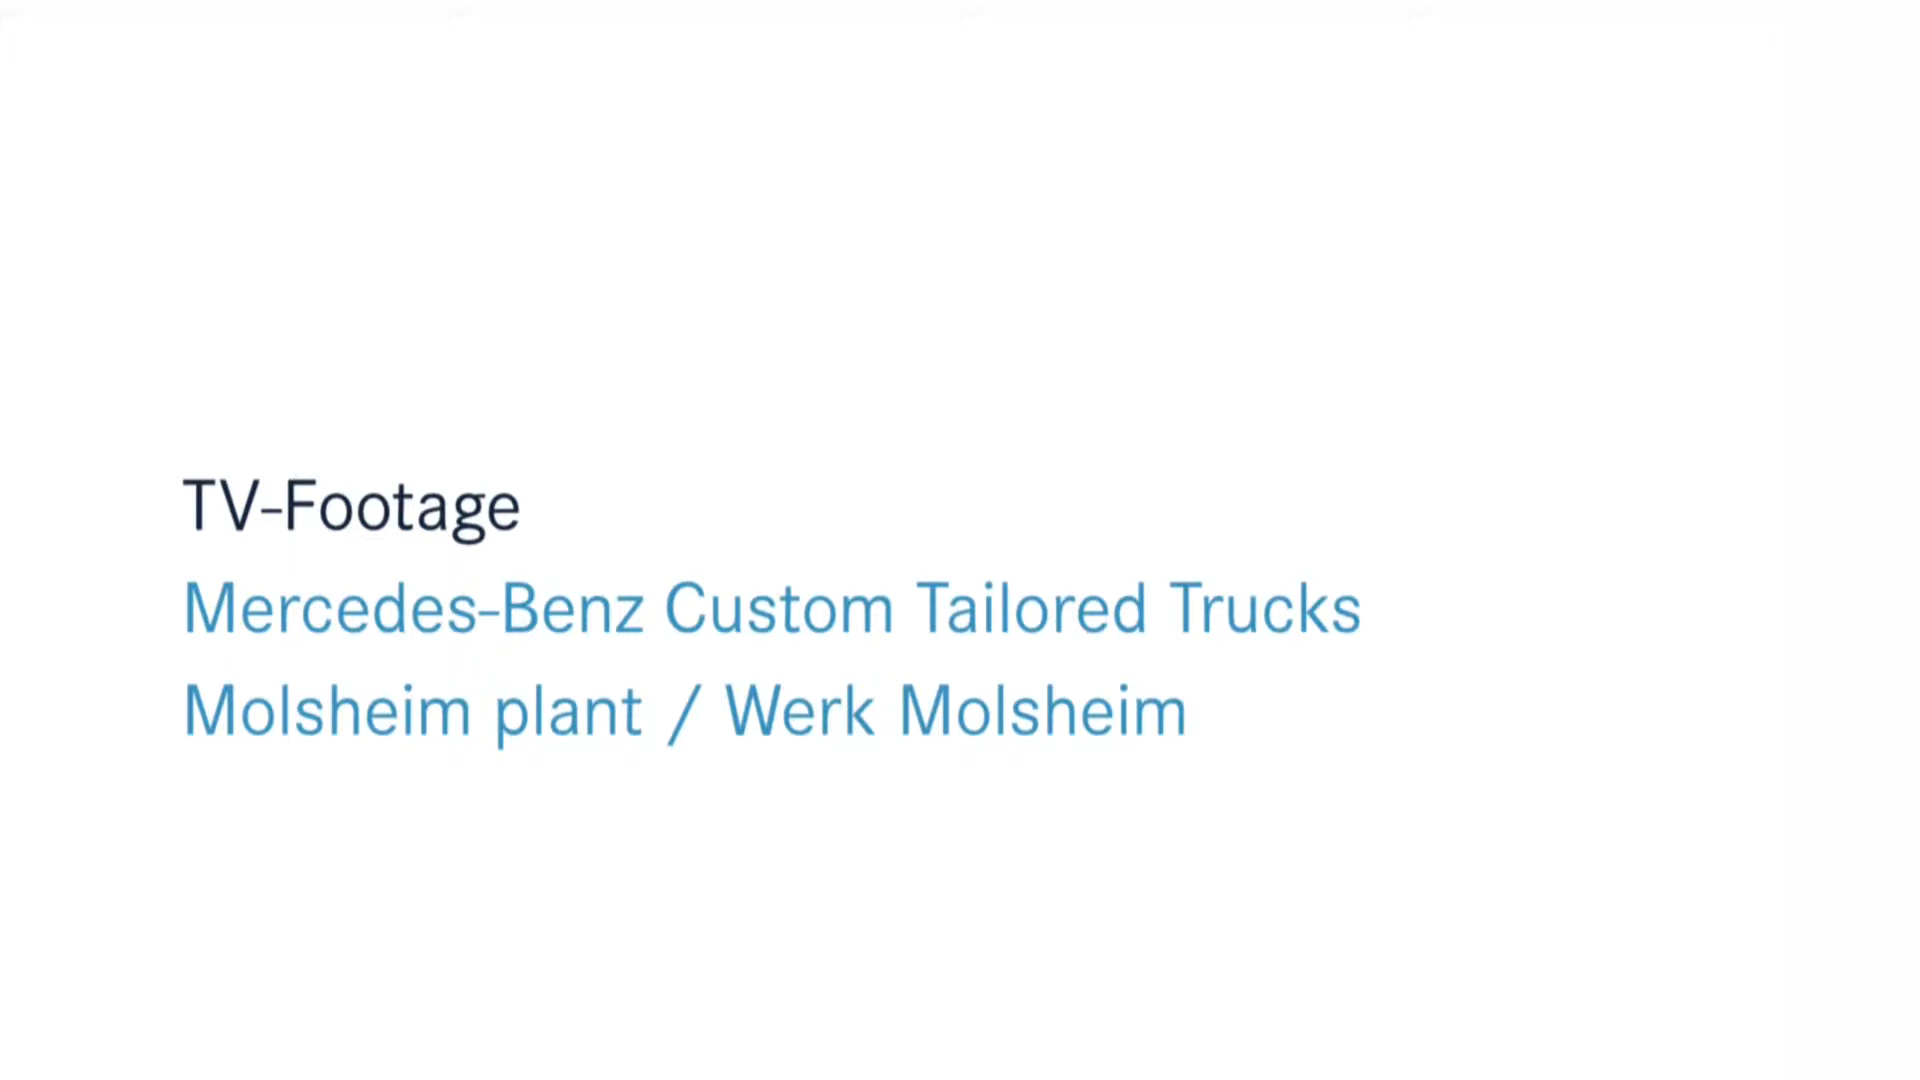 TV-Footage
Mercedes-Benz Custom Tailored Trucks
Molsheim plant / Werk Molsheim